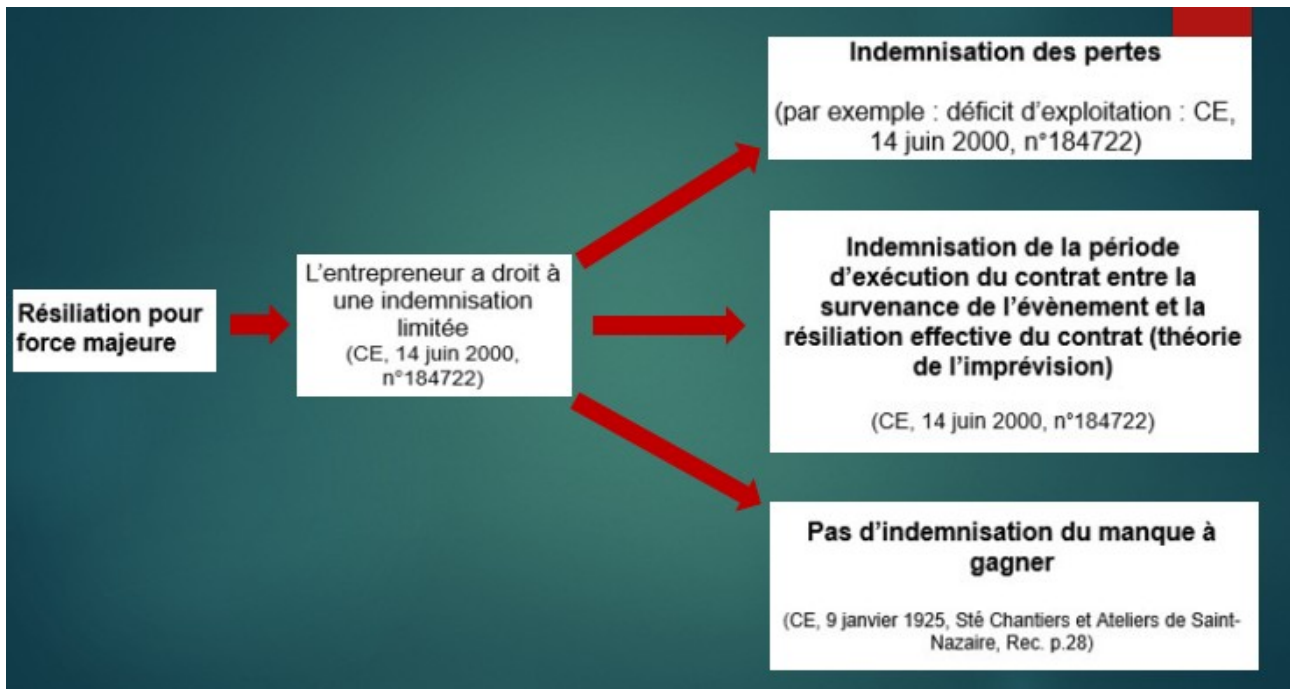 Résiliation pour
force majeure
L’entrepreneur a droit à
une indemnisation
limitée
(CE, 14 juin 2000,
n°184722)
Indemnisation des pertes
(par exemple : déficit d’exploitation : CE,
14 juin 2000, n°184722)
Indemnisation de la période
d’exécution du contrat entre la
survenance de l’évènement et la
résiliation effective du contrat (théorie
de l’imprévision)
(CE, 14 juin 2000, n°184722)
Pas d’indemnisation du manque à
gagner
(CE, 9 janvier 1925, Sté Chantiers et Ateliers de Saint-
Nazaire, Rec. p.28)